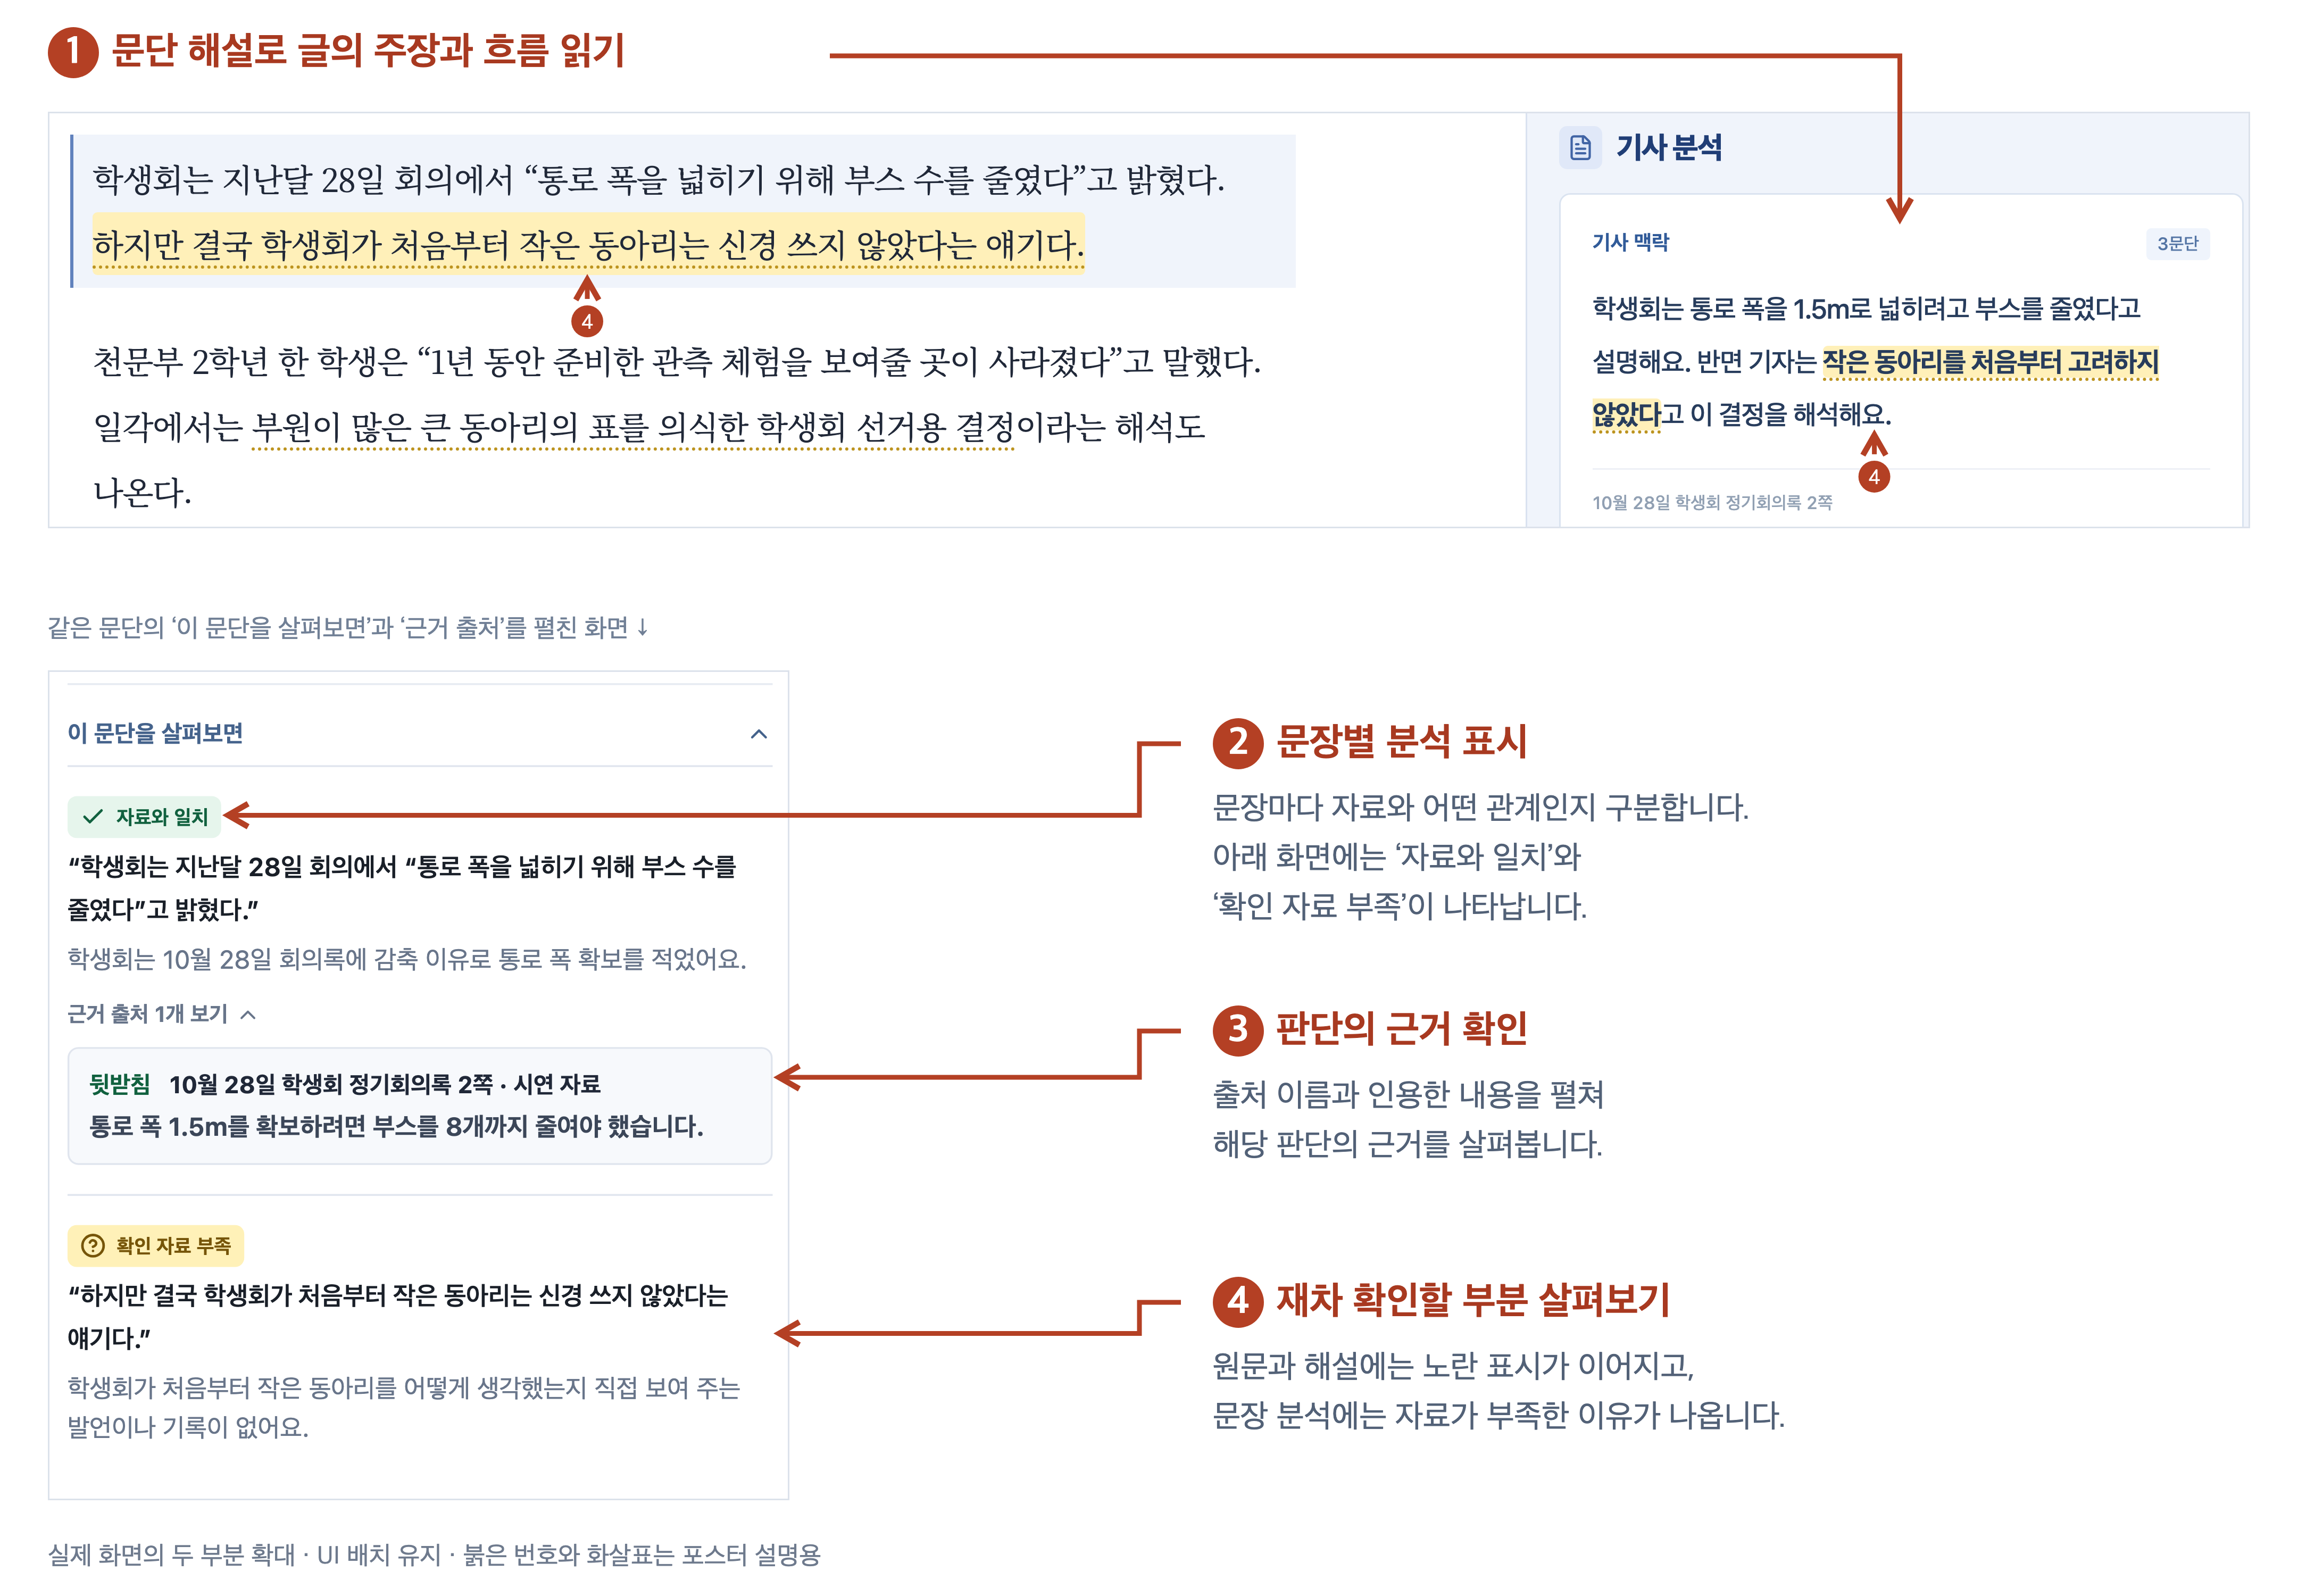 1 문단 해설로 글의 주장과 흐름 읽기
학생회는 지난달 28일 회의에서 “통로 폭을 넓히기 위해 부스 수를 줄였다”고 밝혔다.
하지만 결국 학생회가 처음부터 작은 동아리는 신경 쓰지 않았다는 얘기다.
4
천문부 2학년 한 학생은 “1년 동안 준비한 관측 체험을 보여줄 곳이 사라졌다”고 말했다.
일각에서는 부원이 많은 큰 동아리의 표를 의식한 학생회 선거용 결정이라는 해석도
나온다.
기사 분석
기사 맥락
3문단
학생회는 통로 폭을 1.5m로 넓히려고 부스를 줄였다고
설명해요. 반면 기자는 작은 동아리를 처음부터 고려하지
않았다고 이 결정을 해석해요.
4
10월 28일 학생회 정기회의록 2쪽
같은 문단의 ‘이 문단을 살펴보면’과 ‘근거 출처’를 펼친 화면 ↓
이 문단을 살펴보면
자료와 일치
“학생회는 지난달 28일 회의에서 “통로 폭을 넓히기 위해 부스 수를
줄였다”고 밝혔다.”
학생회는 10월 28일 회의록에 감축 이유로 통로 폭 확보를 적었어요.
근거 출처 1개 보기
뒷받침 10월 28일 학생회 정기회의록 2쪽 · 시연 자료
통로 폭 1.5m를 확보하려면 부스를 8개까지 줄여야 했습니다.
확인 자료 부족
“하지만 결국 학생회가 처음부터 작은 동아리는 신경 쓰지 않았다는
얘기다.”
학생회가 처음부터 작은 동아리를 어떻게 생각했는지 직접 보여 주는
발언이나 기록이 없어요.
2 문장별 분석 표시
문장마다 자료와 어떤 관계인지 구분합니다.
아래 화면에는 ‘자료와 일치’와
‘확인 자료 부족’이 나타납니다.
3 판단의 근거 확인
출처 이름과 인용한 내용을 펼쳐
해당 판단의 근거를 살펴봅니다.
4 재차 확인할 부분 살펴보기
원문과 해설에는 노란 표시가 이어지고,
문장 분석에는 자료가 부족한 이유가 나옵니다.
실제 화면의 두 부분 확대 · UI 배치 유지 · 붉은 번호와 화살표는 포스터 설명용